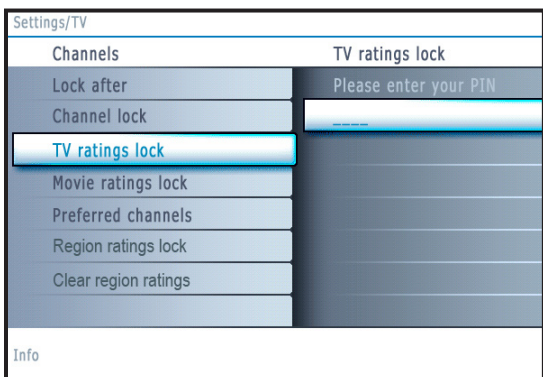 Settings/TV
Channels
TV ratings lock
Lock after
Please enter your PIN
Channel lock
_ _ _ _
TV ratings lock
Movie ratings lock
Preferred channels
Region ratings lock
Clear region ratings
Info